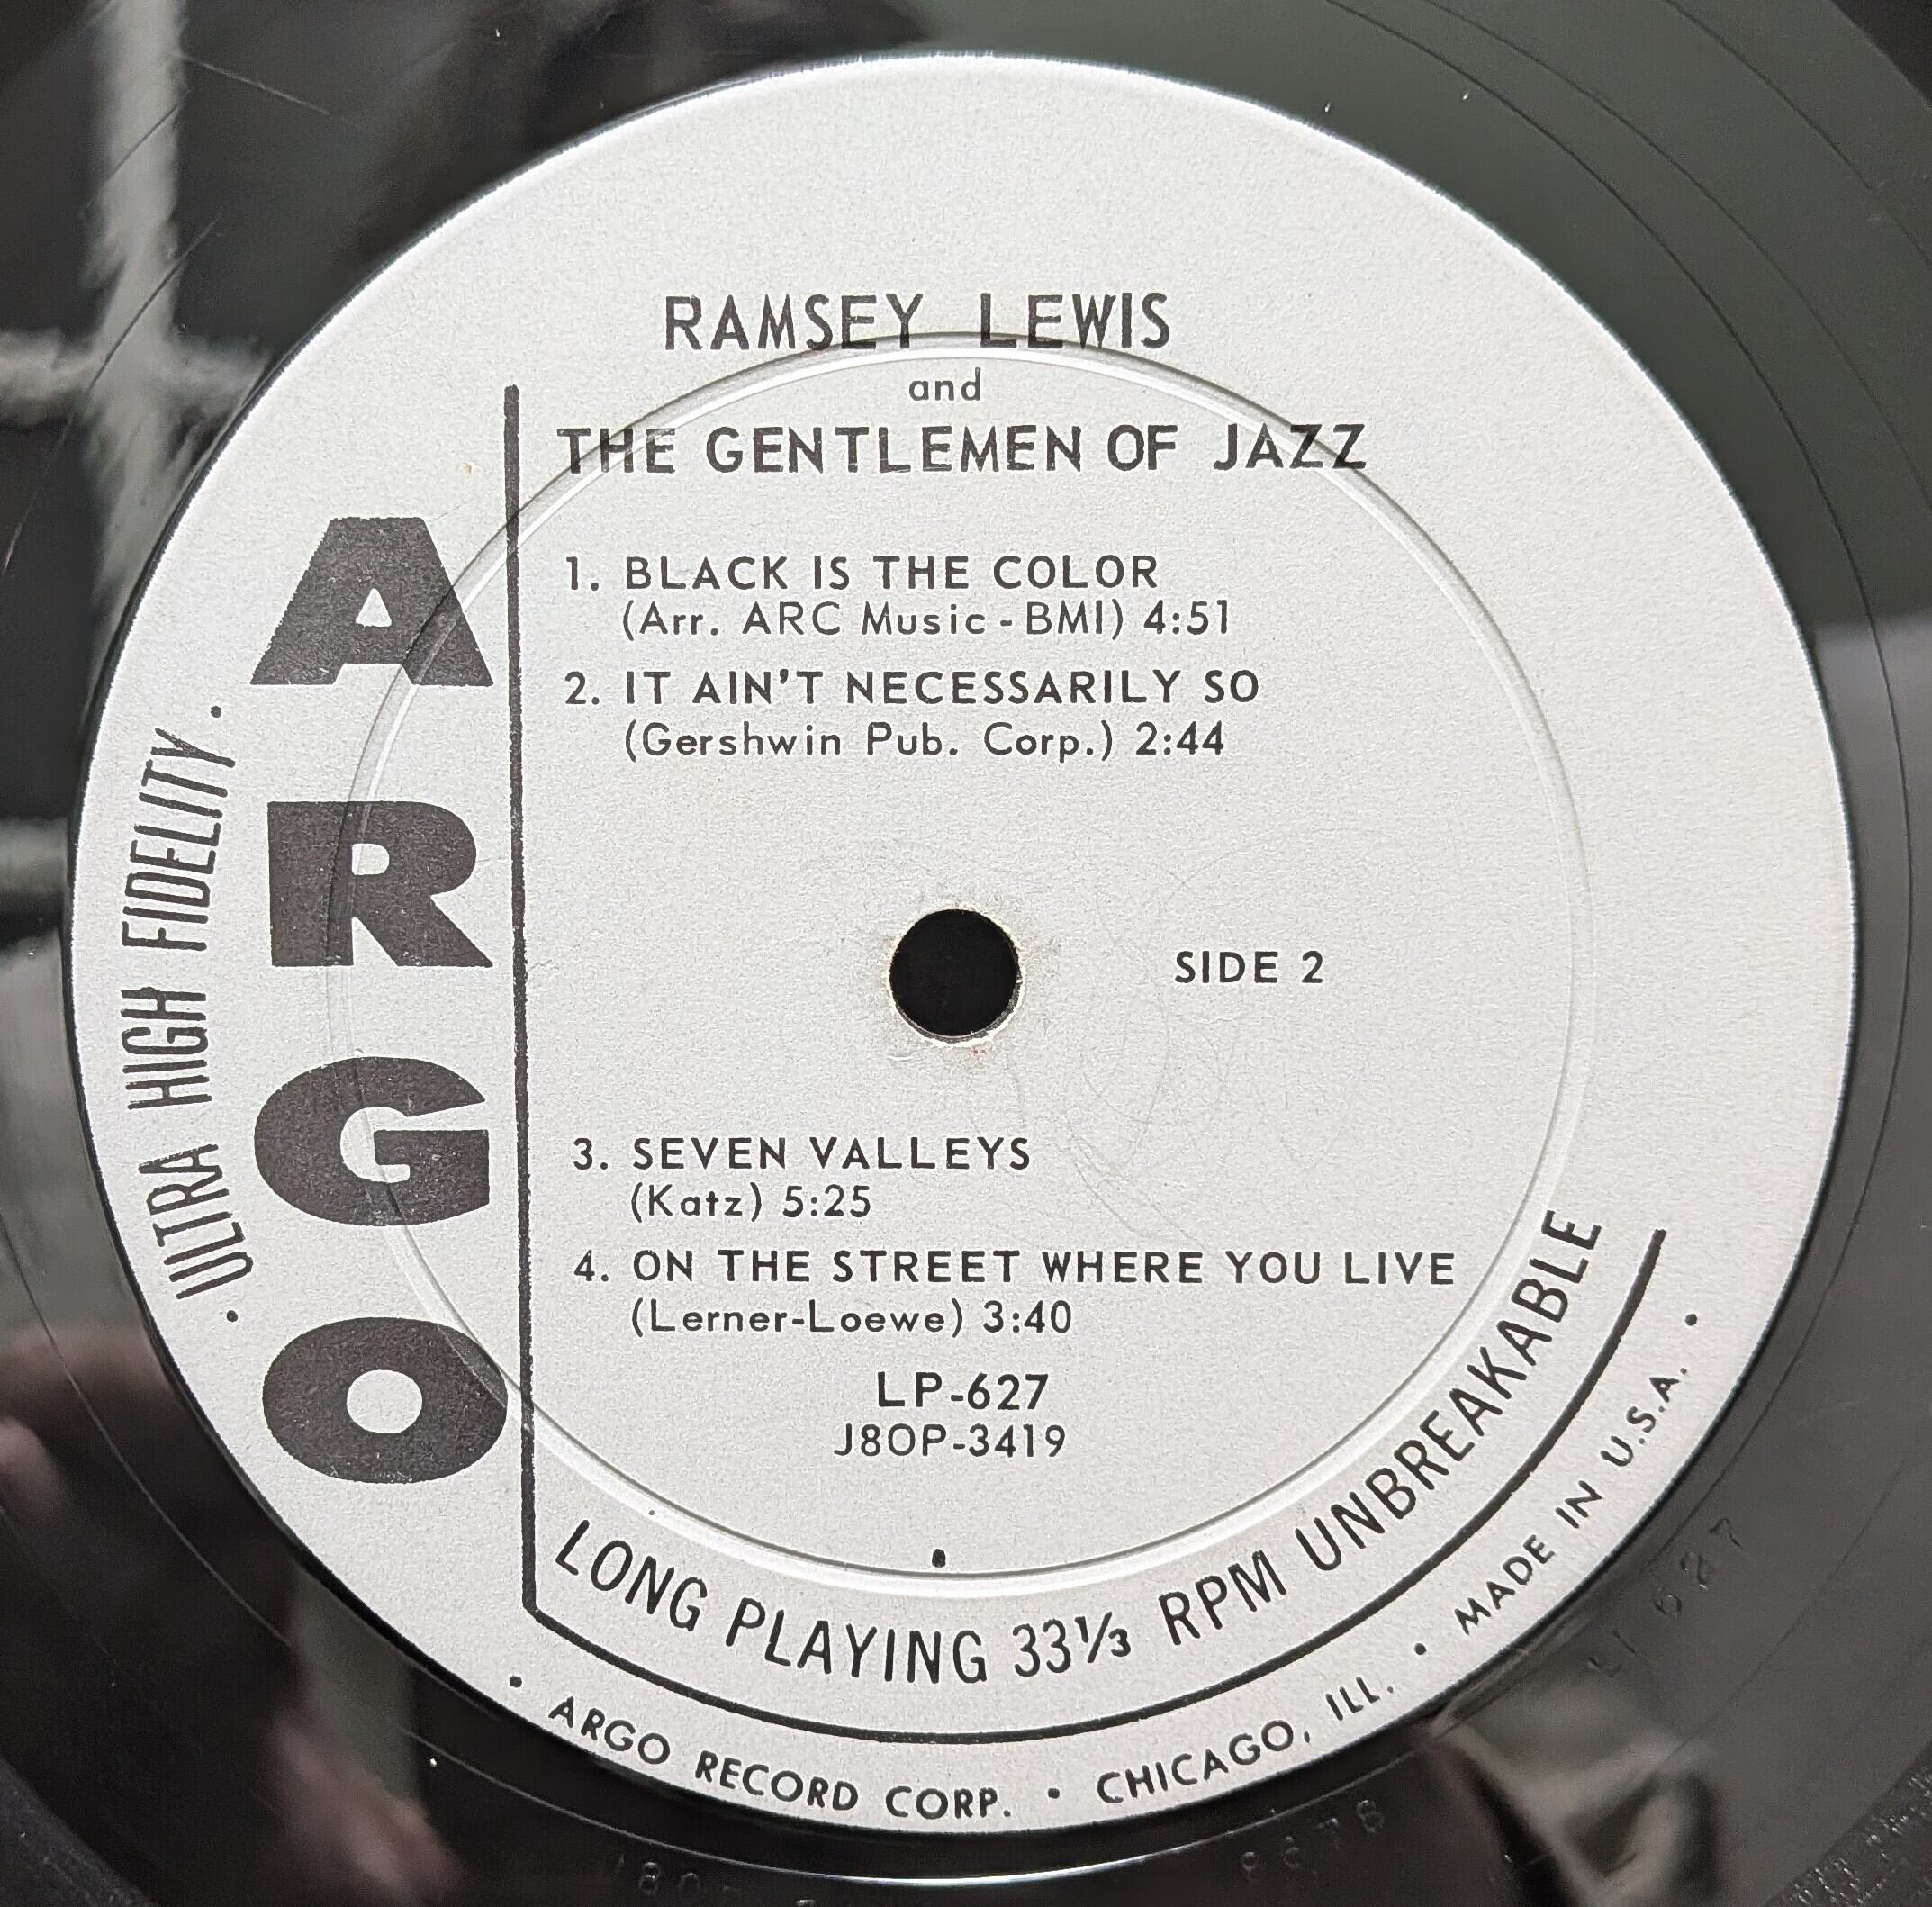 RAMSEY LEWIS
and
THE GENTLEMEN OF JAZZ
1. BLACK IS THE COLOR
(Arr. ARC Music - BMI) 4:51
2. IT AIN'T NECESSARILY SO
(Gershwin Pub. Corp.) 2:44
SIDE 2
3. SEVEN VALLEYS
(Katz) 5:25
4. ON THE STREET WHERE YOU LIVE
(Lerner-Loewe) 3:40
LP-627
J8OP-3419
ARGO
• ULTRA HIGH FIDELITY •
LONG PLAYING 33⅓ RPM UNBREAKABLE
• ARGO RECORD CORP. • CHICAGO, ILL. • MADE IN U.S.A. •
627